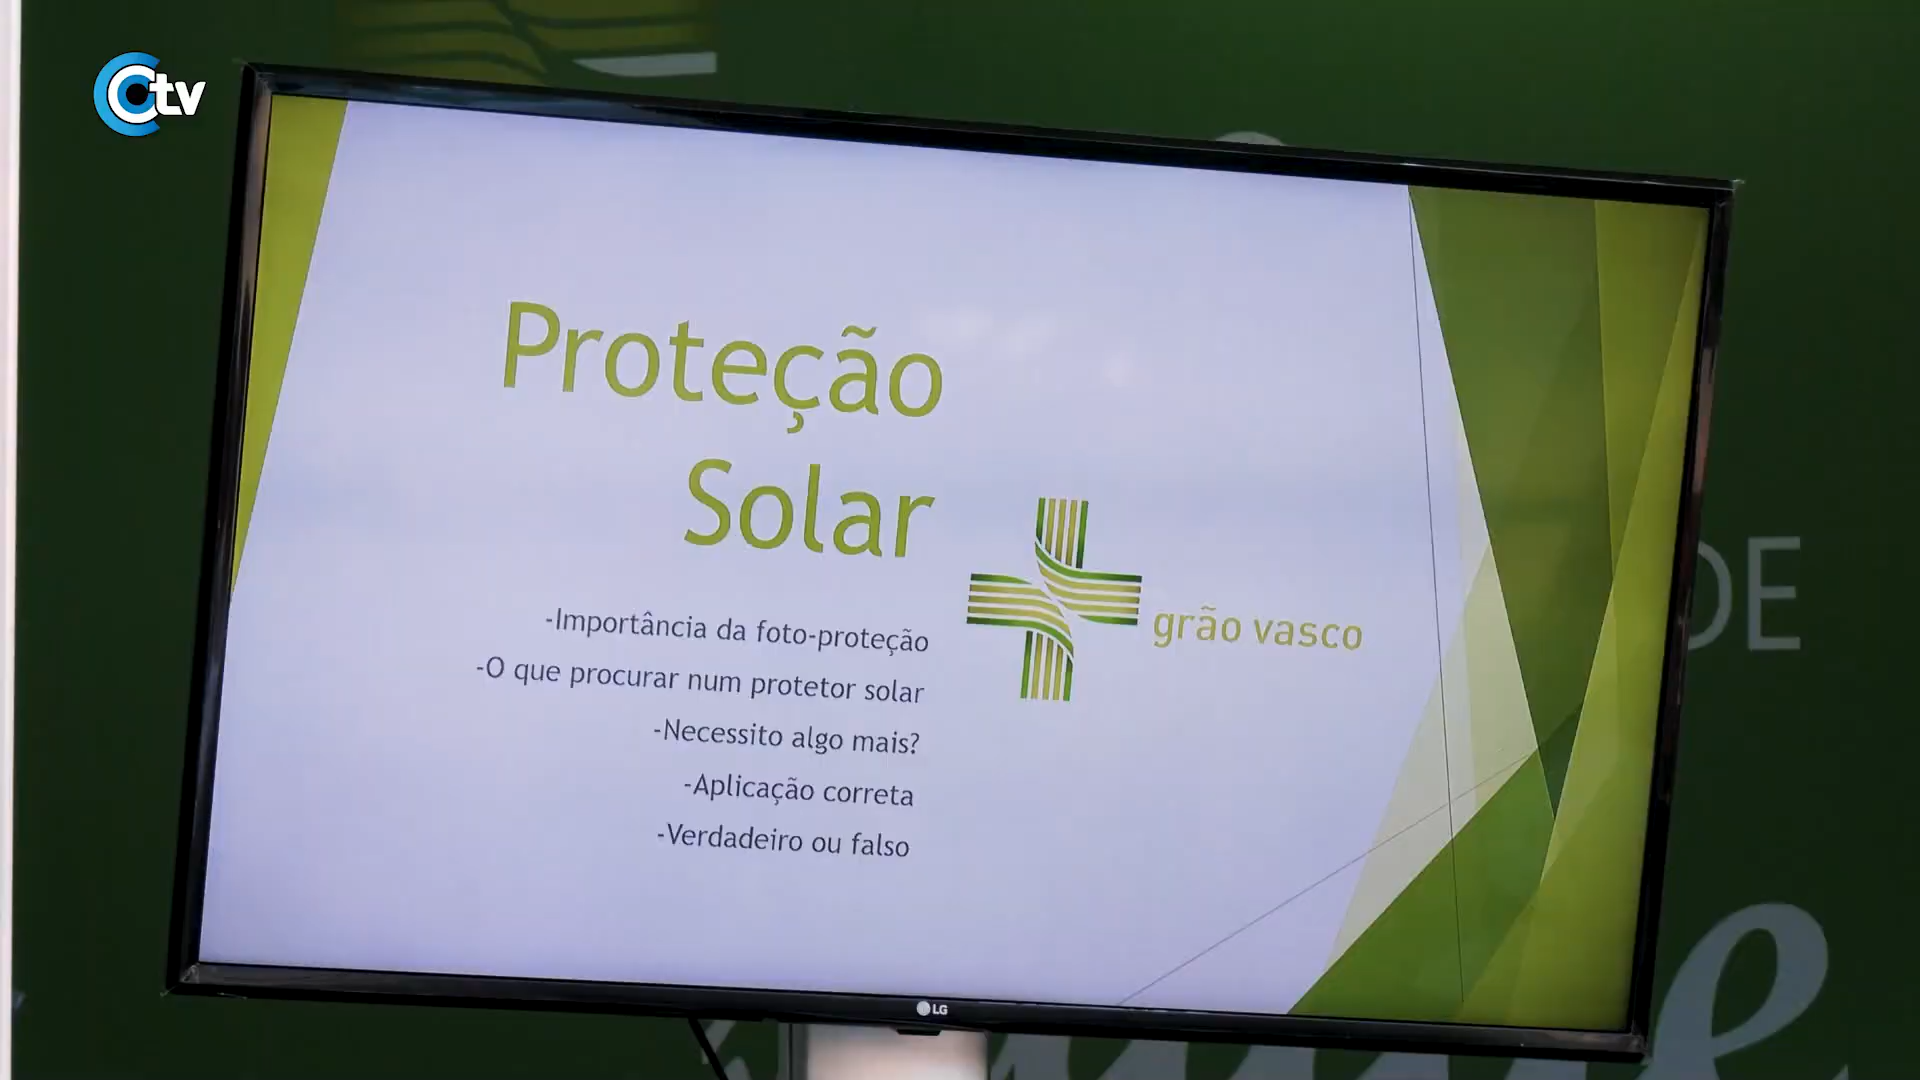 Ctv
Proteção
Solar
grão vasco
-Importância da foto-proteção
-O que procurar num protetor solar
-Necessito algo mais?
-Aplicação correta
-Verdadeiro ou falso
LG
DE